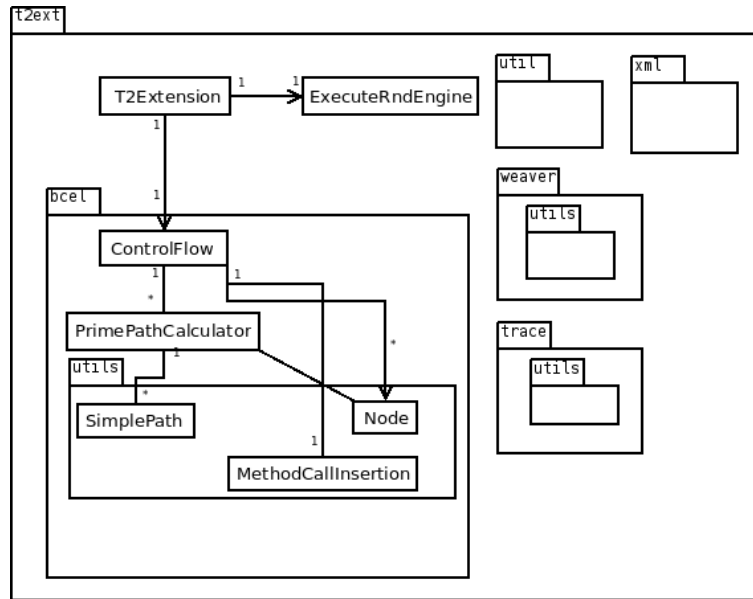 t2ext
util
xml
T2Extension
1
1
ExecuteRndEngine
1
weaver
utils
1
bcel
ControlFlow
1
1
*
PrimePathCalculator
trace
*
1
utils
utils
*
SimplePath
Node
1
MethodCallInsertion